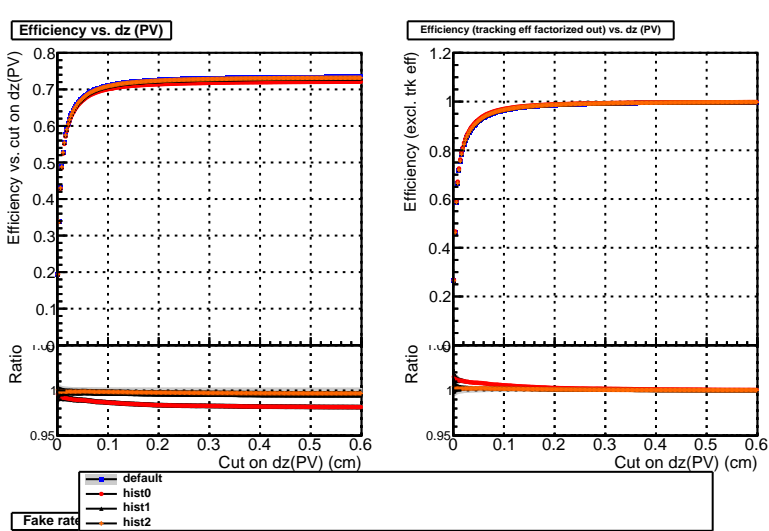 Efficiency vs. dz (PV)
Efficiency vs. cut on dz(PV)
0.8
0.7
0.6
0.5
0.4
0.3
0.2
0.1
0
Ratio
1
0.95
0 0.1 0.2 0.3 0.4 0.5 0.6
Cut on dz(PV) (cm)
Efficiency (tracking eff factorized out) vs. dz (PV)
Efficiency (excl. trk eff)
1.2
1
0.8
0.6
0.4
0.2
0
Ratio
1
0.95
0 0.1 0.2 0.3 0.4 0.5 0.6
Cut on dz(PV) (cm)
default
hist0
hist1
hist2
Fake rate